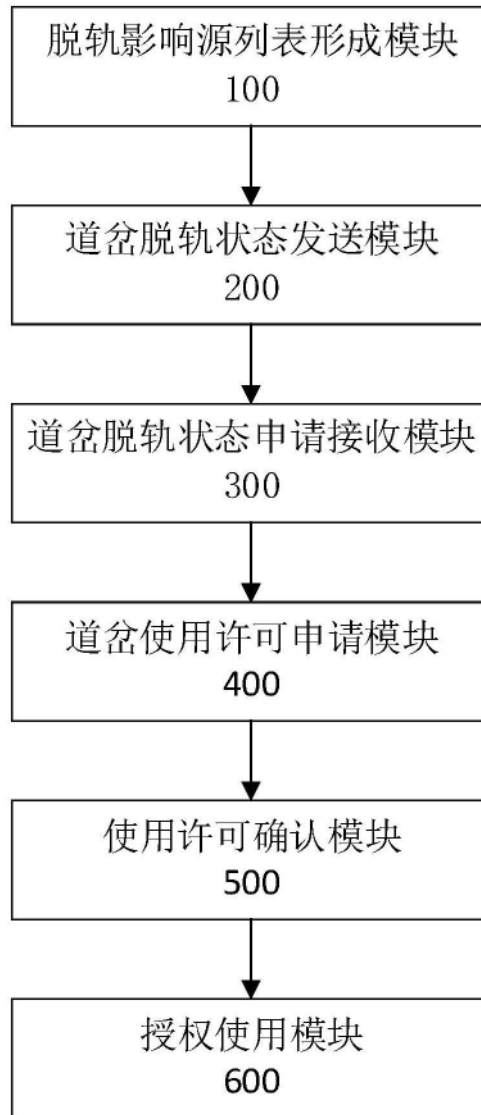 脱轨影响源列表形成模块
100
道岔脱轨状态发送模块
200
道岔脱轨状态申请接收模块
300
道岔使用许可申请模块
400
使用许可确认模块
500
授权使用模块
600